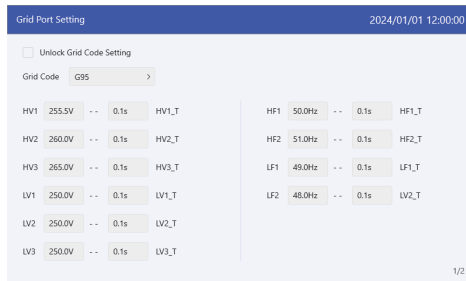 Grid Port Setting 2024/01/01 12:00:00
Unlock Grid Code Setting
Grid Code G95 >
HV1 255.5V -- 0.1s HV1_T HF1 50.0Hz -- 0.1s HF1_T
HV2 260.0V -- 0.1s HV2_T HF2 51.0Hz -- 0.1s HF2_T
HV3 265.0V -- 0.1s HV3_T LF1 49.0Hz -- 0.1s LF1_T
LV1 250.0V -- 0.1s LV1_T LF2 48.0Hz -- 0.1s LV2_T
LV2 250.0V -- 0.1s LV2_T
LV3 250.0V -- 0.1s LV3_T
1/2